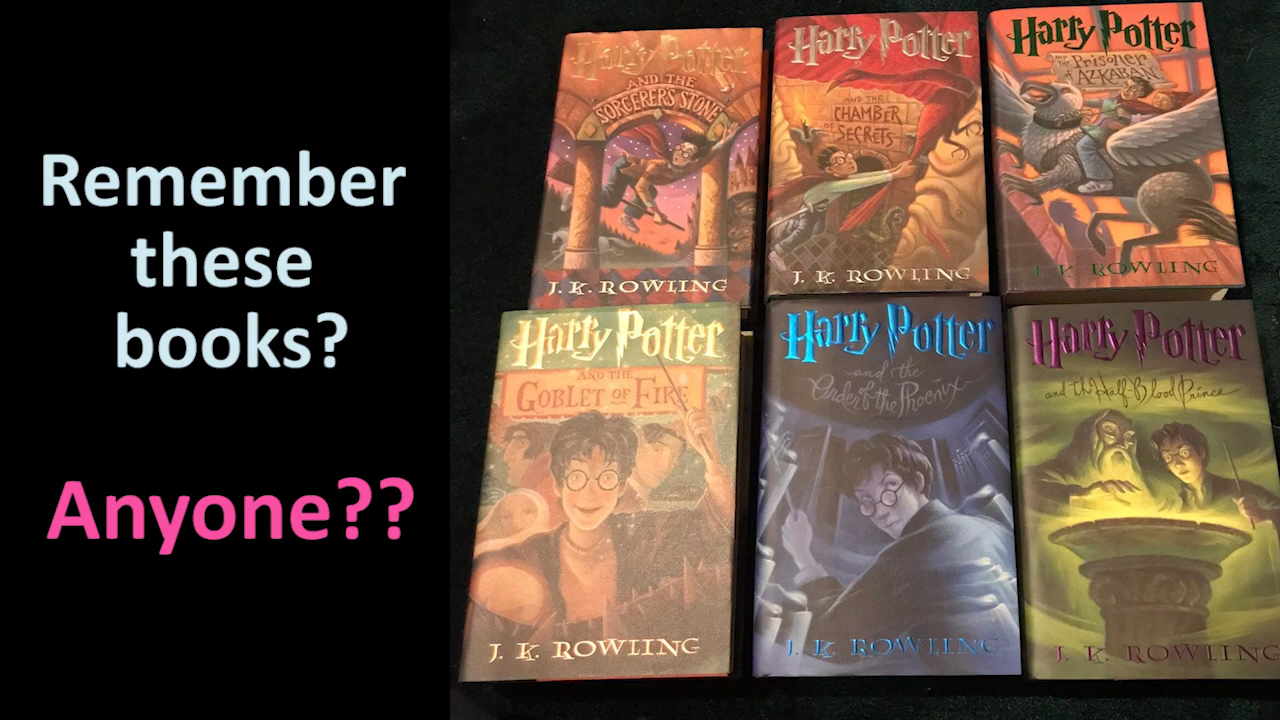 Remember
these
books?
Anyone??
Harry Potter
AND THE
SORCERER'S STONE
J. K. ROWLING
Harry Potter
AND THE
CHAMBER
OF
SECRETS
J. K. ROWLING
Harry Potter
AND THE Prisoner
of AZKABAN
J. K. ROWLING
Harry Potter
AND THE
GOBLET OF FIRE
J. K. ROWLING
Harry Potter
and the
Order of the Phoenix
J. K. ROWLING
Harry Potter
and the Half-Blood Prince
J. K. ROWLING